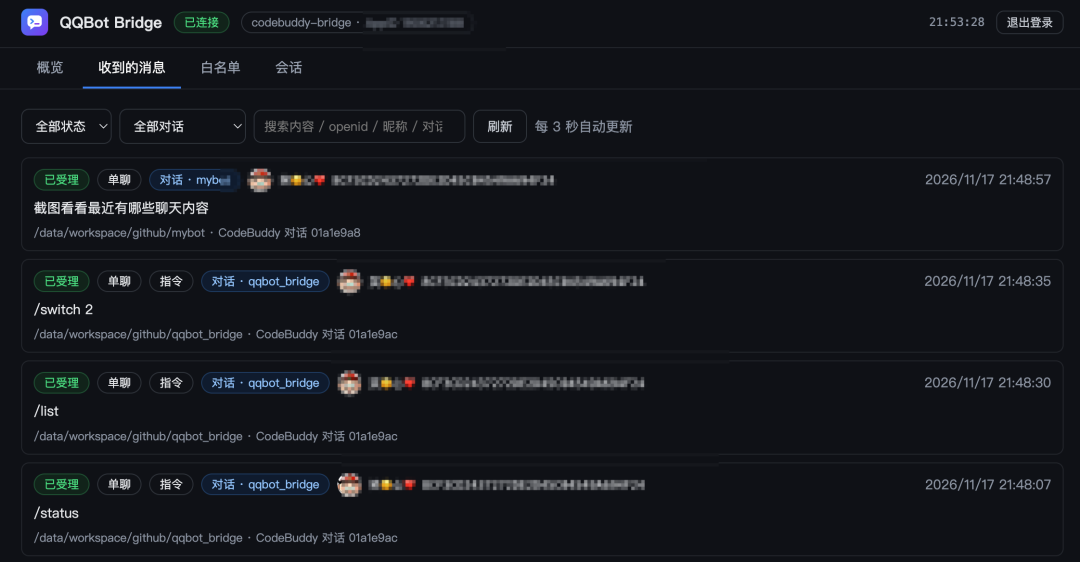 QQBot Bridge 已连接 codebuddy-bridge · 21:53:28 退出登录
概览 收到的消息 白名单 会话
全部状态 全部对话 搜索内容 / openid / 昵称 / 对话 刷新 每 3 秒自动更新
已受理 单聊 对话 · mybot 2026/11/17 21:48:57
截图看看最近有哪些聊天内容
/data/workspace/github/mybot · CodeBuddy 对话 01a1e9a8
已受理 单聊 指令 对话 · qqbot_bridge 2026/11/17 21:48:35
/switch 2
/data/workspace/github/qqbot_bridge · CodeBuddy 对话 01a1e9ac
已受理 单聊 指令 对话 · qqbot_bridge 2026/11/17 21:48:30
/list
/data/workspace/github/qqbot_bridge · CodeBuddy 对话 01a1e9ac
已受理 单聊 指令 对话 · qqbot_bridge 2026/11/17 21:48:07
/status
/data/workspace/github/qqbot_bridge · CodeBuddy 对话 01a1e9ac